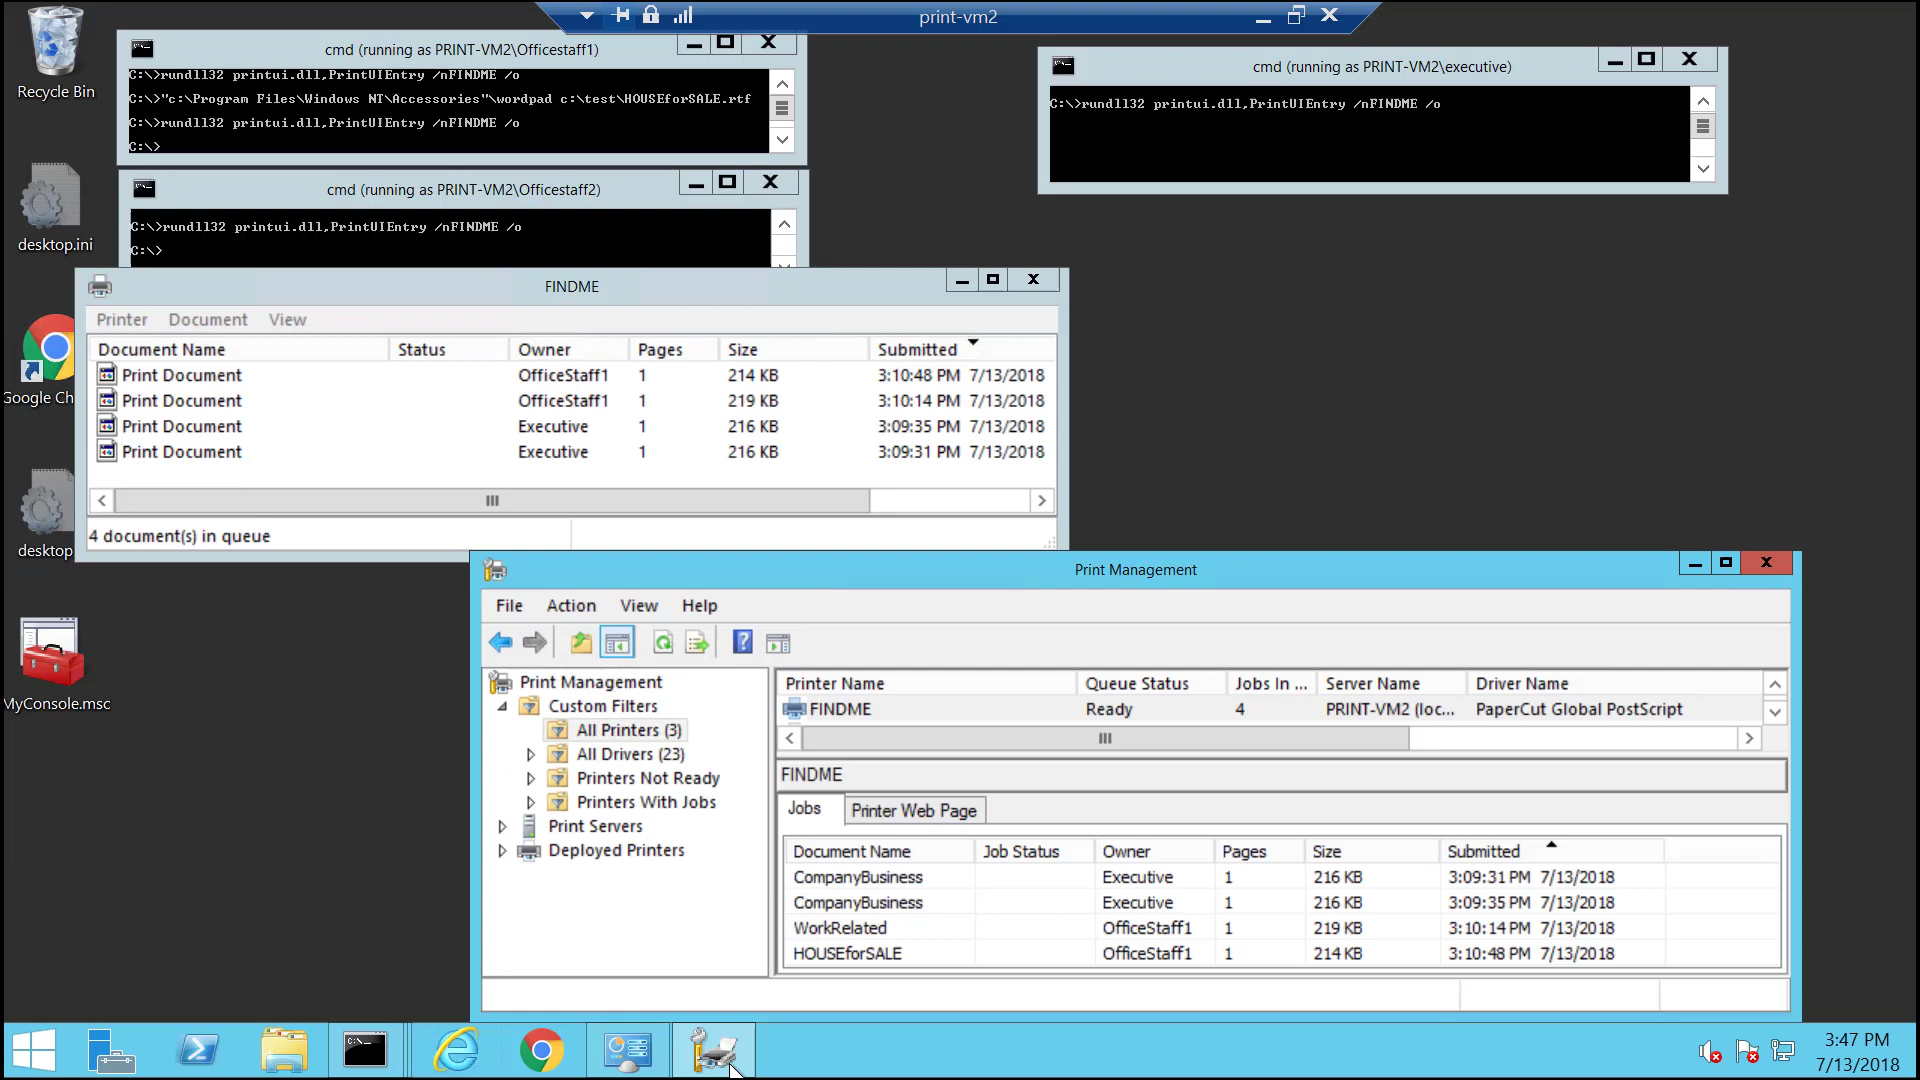 print-vm2
Recycle Bin
desktop.ini
Google Ch
desktop
MyConsole.msc
cmd (running as PRINT-VM2\Officestaff1)
C:\>rundll32 printui.dll,PrintUIEntry /nFINDME /o
C:\>"c:\Program Files\Windows NT\Accessories"\wordpad c:\test\HOUSEforSALE.rtf
C:\>rundll32 printui.dll,PrintUIEntry /nFINDME /o
C:\>
cmd (running as PRINT-VM2\executive)
C:\>rundll32 printui.dll,PrintUIEntry /nFINDME /o
cmd (running as PRINT-VM2\Officestaff2)
C:\>rundll32 printui.dll,PrintUIEntry /nFINDME /o
C:\>
FINDME
Printer Document View
Document Name Status Owner Pages Size Submitted
Print Document OfficeStaff1 1 214 KB 3:10:48 PM 7/13/2018
Print Document OfficeStaff1 1 219 KB 3:10:14 PM 7/13/2018
Print Document Executive 1 216 KB 3:09:35 PM 7/13/2018
Print Document Executive 1 216 KB 3:09:31 PM 7/13/2018
4 document(s) in queue
Print Management
File Action View Help
Print Management
Custom Filters
All Printers (3)
All Drivers (23)
Printers Not Ready
Printers With Jobs
Print Servers
Deployed Printers
Printer Name Queue Status Jobs In ... Server Name Driver Name
FINDME Ready 4 PRINT-VM2 (loc... PaperCut Global PostScript
FINDME
Jobs Printer Web Page
Document Name Job Status Owner Pages Size Submitted
CompanyBusiness Executive 1 216 KB 3:09:31 PM 7/13/2018
CompanyBusiness Executive 1 216 KB 3:09:35 PM 7/13/2018
WorkRelated OfficeStaff1 1 219 KB 3:10:14 PM 7/13/2018
HOUSEforSALE OfficeStaff1 1 214 KB 3:10:48 PM 7/13/2018
3:47 PM
7/13/2018